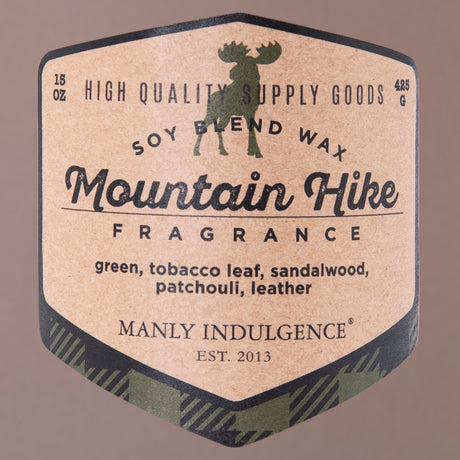 15 OZ
HIGH QUALITY SUPPLY GOODS
425 G
SOY BLEND WAX
Mountain Hike
FRAGRANCE
green, tobacco leaf, sandalwood,
patchouli, leather
MANLY INDULGENCE®
EST. 2013